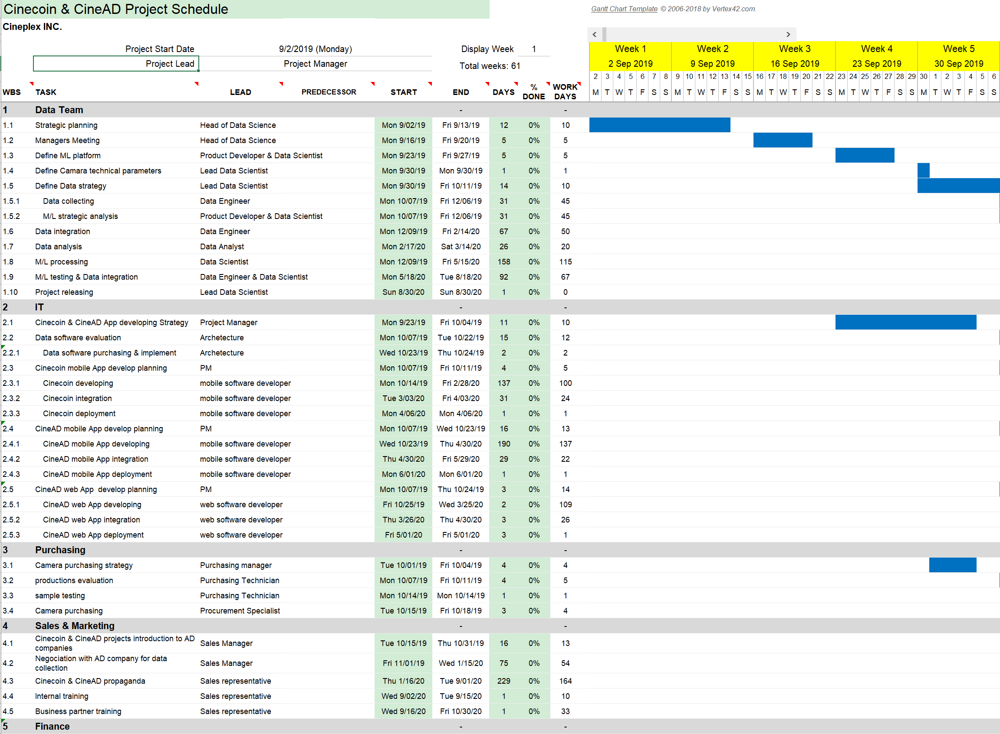 Cinecoin & CineAD Project Schedule
Gantt Chart Template © 2006-2018 by Vertex42.com.
Cineplex INC.
Project Start Date 9/2/2019 (Monday) Display Week 1 Week 1 Week 2 Week 3 Week 4 Week 5
Project Lead Project Manager Total weeks: 61 2 Sep 2019 9 Sep 2019 16 Sep 2019 23 Sep 2019 30 Sep 2019
2 3 4 5 6 7 8 9 10 11 12 13 14 15 16 17 18 19 20 21 22 23 24 25 26 27 28 29 30 1 2 3 4 5 6
WBS TASK LEAD PREDECESSOR START END DAYS % DONE WORK DAYS M T W T F S S M T W T F S S M T W T F S S M T W T F S S M T W T F S S
1 Data Team - -
1.1 Strategic planning Head of Data Science Mon 9/02/19 Fri 9/13/19 12 0% 10
1.2 Managers Meeting Head of Data Science Mon 9/16/19 Fri 9/20/19 5 0% 5
1.3 Define ML platform Product Developer & Data Scientist Mon 9/23/19 Fri 9/27/19 5 0% 5
1.4 Define Camara technical parameters Lead Data Scientist Mon 9/30/19 Mon 9/30/19 1 0% 1
1.5 Define Data strategy Lead Data Scientist Mon 9/30/19 Fri 10/11/19 14 0% 10
1.5.1 Data collecting Data Engineer Mon 10/07/19 Fri 12/06/19 31 0% 45
1.5.2 M/L strategic analysis Product Developer & Data Scientist Mon 10/07/19 Fri 12/06/19 31 0% 45
1.6 Data integration Data Engineer Mon 12/09/19 Fri 2/14/20 67 0% 50
1.7 Data analysis Data Analyst Mon 2/17/20 Sat 3/14/20 26 0% 20
1.8 M/L processing Data Scientist Mon 12/09/19 Fri 5/15/20 158 0% 115
1.9 M/L testing & Data integration Data Engineer & Data Scientist Mon 5/18/20 Tue 8/18/20 92 0% 67
1.10 Project releasing Lead Data Scientist Sun 8/30/20 Sun 8/30/20 1 0% 0
2 IT - -
2.1 Cinecoin & CineAD App developing Strategy Project Manager Mon 9/23/19 Fri 10/04/19 11 0% 10
2.2 Data software evaluation Archetecture Mon 10/07/19 Tue 10/22/19 15 0% 12
2.2.1 Data software purchasing & implement Archetecture Wed 10/23/19 Thu 10/24/19 2 0% 2
2.3 Cinecoin mobile App develop planning PM Mon 10/07/19 Fri 10/11/19 4 0% 5
2.3.1 Cinecoin developing mobile software developer Mon 10/14/19 Fri 2/28/20 137 0% 100
2.3.2 Cinecoin integration mobile software developer Tue 3/03/20 Fri 4/03/20 31 0% 24
2.3.3 Cinecoin deployment mobile software developer Mon 4/06/20 Mon 4/06/20 1 0% 1
2.4 CineAD mobile App develop planning PM Mon 10/07/19 Wed 10/23/19 16 0% 13
2.4.1 CineAD mobile App developing mobile software developer Wed 10/23/19 Thu 4/30/20 190 0% 137
2.4.2 CineAD mobile App integration mobile software developer Thu 4/30/20 Fri 5/29/20 29 0% 22
2.4.3 CineAD mobile App deployment mobile software developer Mon 6/01/20 Mon 6/01/20 1 0% 1
2.5 CineAD web App develop planning PM Mon 10/07/19 Thu 10/24/19 3 0% 14
2.5.1 CineAD web App developing web software developer Fri 10/25/19 Wed 3/25/20 2 0% 109
2.5.2 CineAD web App integration web software developer Thu 3/26/20 Thu 4/30/20 3 0% 26
2.5.3 CineAD web App deployment web software developer Fri 5/01/20 Fri 5/01/20 3 0% 1
3 Purchasing - -
3.1 Camera purchasing strategy Purchasing manager Tue 10/01/19 Fri 10/04/19 4 0% 4
3.2 productions evaluation Purchasing Technician Mon 10/07/19 Fri 10/11/19 4 0% 5
3.3 sample testing Purchasing Technician Mon 10/14/19 Mon 10/14/19 1 0% 1
3.4 Camera purchasing Procurement Specialist Tue 10/15/19 Fri 10/18/19 3 0% 4
4 Sales & Marketing - -
4.1 Cinecoin & CineAD projects introduction to AD companies Sales Manager Tue 10/15/19 Thu 10/31/19 16 0% 13
4.2 Negociation with AD company for data collection Sales Manager Fri 11/01/19 Wed 1/15/20 75 0% 54
4.3 Cinecoin & CineAD propaganda Sales representative Thu 1/16/20 Tue 9/01/20 229 0% 164
4.4 Internal training Sales representative Wed 9/02/20 Tue 9/15/20 1 0% 10
4.5 Business partner training Sales representative Wed 9/16/20 Fri 10/30/20 1 0% 33
5 Finance - -